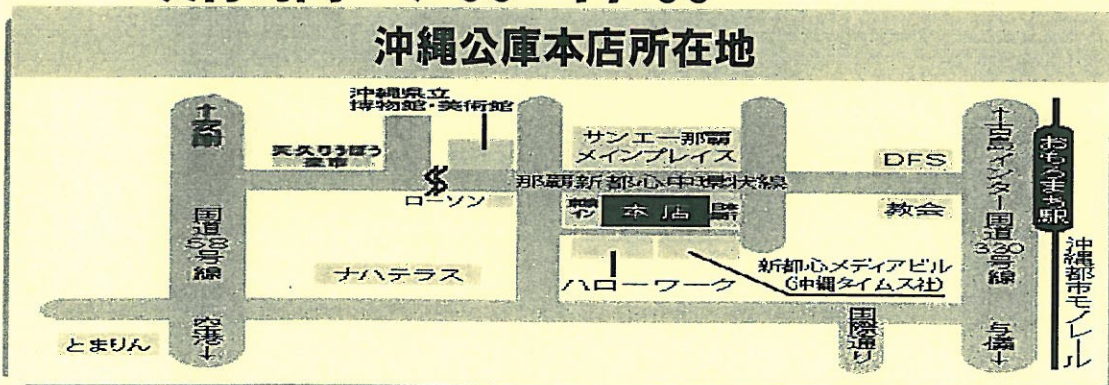 沖縄公庫本店所在地
沖縄県立
博物館・美術館
天久りうぼう
楽市
ローソン
サンエー那覇
メインプレイス
那覇新都心中環状線
DFS
本店
教会
ナハテラス
ハローワーク
新都心メディアビル
(沖縄タイムス社)
とまりん
国道58号線
空港→
国際通り
←古島インター
国道330号線
与儀→
おもろまち駅
沖縄都市モノレール